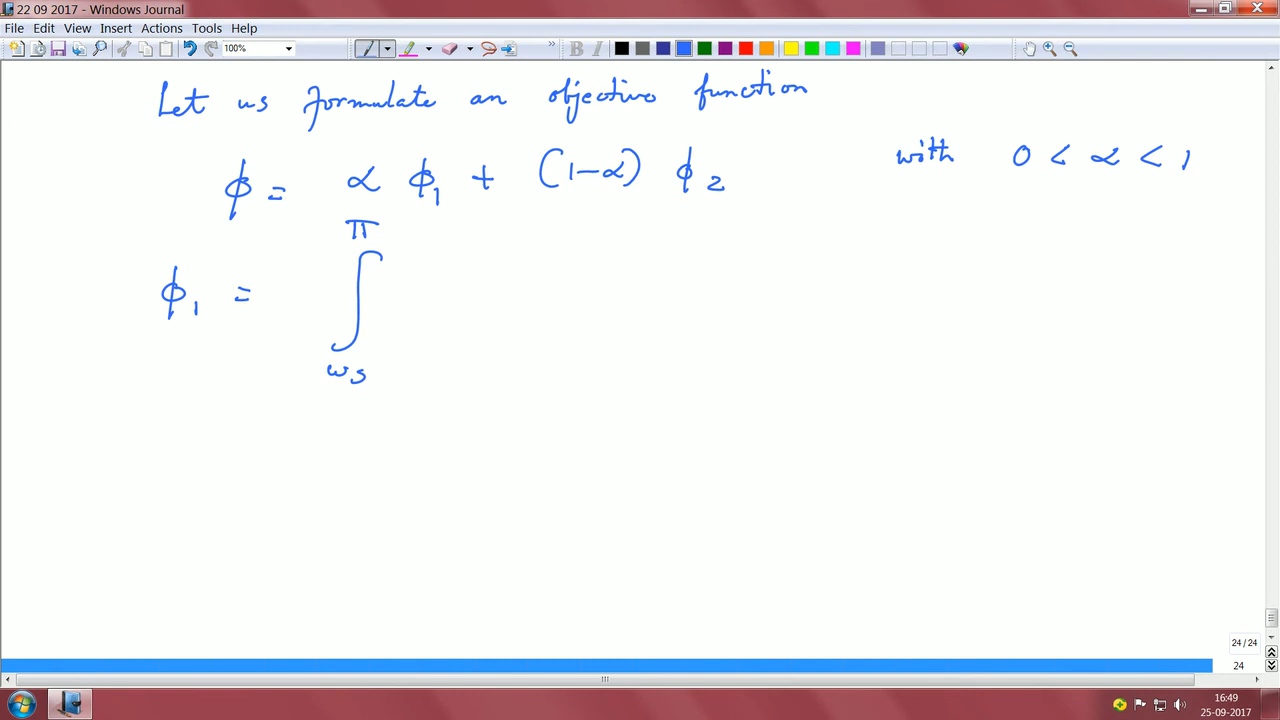 22 09 2017 - Windows Journal
File Edit View Insert Actions Tools Help
100%
B I
Let us formulate an objective function
ϕ = α ϕ₁ + (1-α) ϕ₂ with 0 < α < 1
π
ϕ₁ = ∫
ωs
24 / 24
24
16:49
25-09-2017